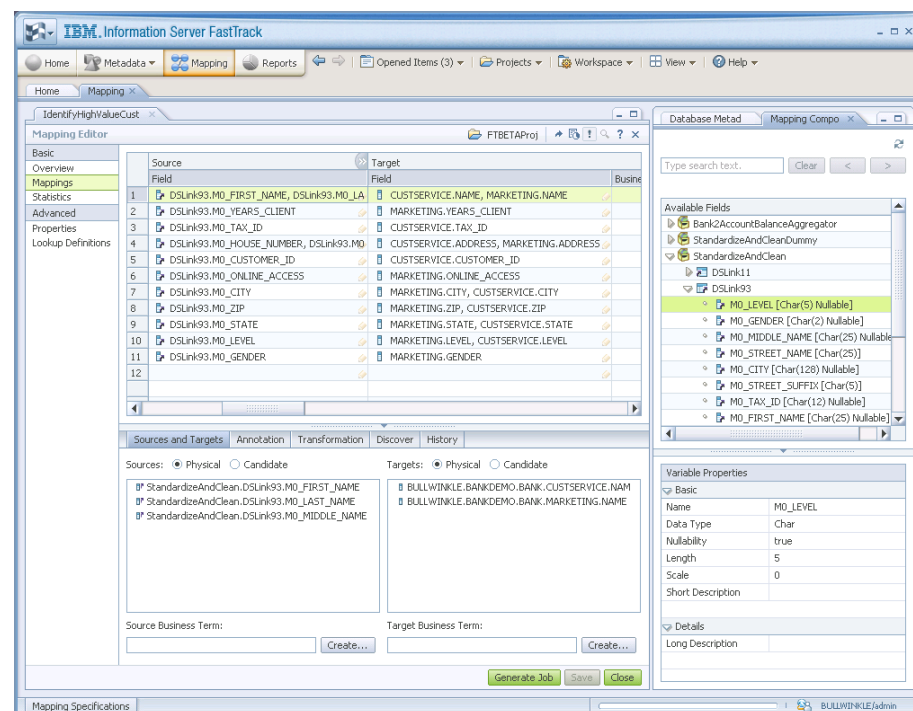 IBM. Information Server FastTrack
Home Metadata Mapping Reports Opened Items (3) Projects Workspace View Help
Home Mapping
IdentifyHighValueCust
Mapping Editor FTBETAProj
Basic
Overview
Mappings
Statistics
Advanced
Properties
Lookup Definitions
Source Target
Field Field Busine
1 DSLink93.M0_FIRST_NAME, DSLink93.M0_LA CUSTSERVICE.NAME, MARKETING.NAME
2 DSLink93.M0_YEARS_CLIENT MARKETING.YEARS_CLIENT
3 DSLink93.M0_TAX_ID CUSTSERVICE.TAX_ID
4 DSLink93.M0_HOUSE_NUMBER, DSLink93.M0 CUSTSERVICE.ADDRESS, MARKETING.ADDRESS
5 DSLink93.M0_CUSTOMER_ID CUSTSERVICE.CUSTOMER_ID
6 DSLink93.M0_ONLINE_ACCESS MARKETING.ONLINE_ACCESS
7 DSLink93.M0_CITY MARKETING.CITY, CUSTSERVICE.CITY
8 DSLink93.M0_ZIP MARKETING.ZIP, CUSTSERVICE.ZIP
9 DSLink93.M0_STATE MARKETING.STATE, CUSTSERVICE.STATE
10 DSLink93.M0_LEVEL MARKETING.LEVEL, CUSTSERVICE.LEVEL
11 DSLink93.M0_GENDER MARKETING.GENDER
12
Sources and Targets Annotation Transformation Discover History
Sources: Physical Candidate Targets: Physical Candidate
StandardizeAndClean.DSLink93.M0_FIRST_NAME
StandardizeAndClean.DSLink93.M0_LAST_NAME
StandardizeAndClean.DSLink93.M0_MIDDLE_NAME
BULLWINKLE.BANKDEMO.BANK.CUSTSERVICE.NAM
BULLWINKLE.BANKDEMO.BANK.MARKETING.NAME
Source Business Term: Target Business Term:
Create... Create...
Generate Job Save Close
Database Metad Mapping Compo
Type search text. Clear < >
Available Fields
Bank2AccountBalanceAggregator
StandardizeAndCleanDummy
StandardizeAndClean
DSLink11
DSLink93
M0_LEVEL [Char(5) Nullable]
M0_GENDER [Char(2) Nullable]
M0_MIDDLE_NAME [Char(25) Nullable
M0_STREET_NAME [Char(25)]
M0_CITY [Char(128) Nullable]
M0_STREET_SUFFIX [Char(5)]
M0_TAX_ID [Char(12) Nullable]
M0_FIRST_NAME [Char(25) Nullable]
Variable Properties
Basic
Name M0_LEVEL
Data Type Char
Nullability true
Length 5
Scale 0
Short Description
Details
Long Description
Mapping Specifications BULLWINKLE/admin